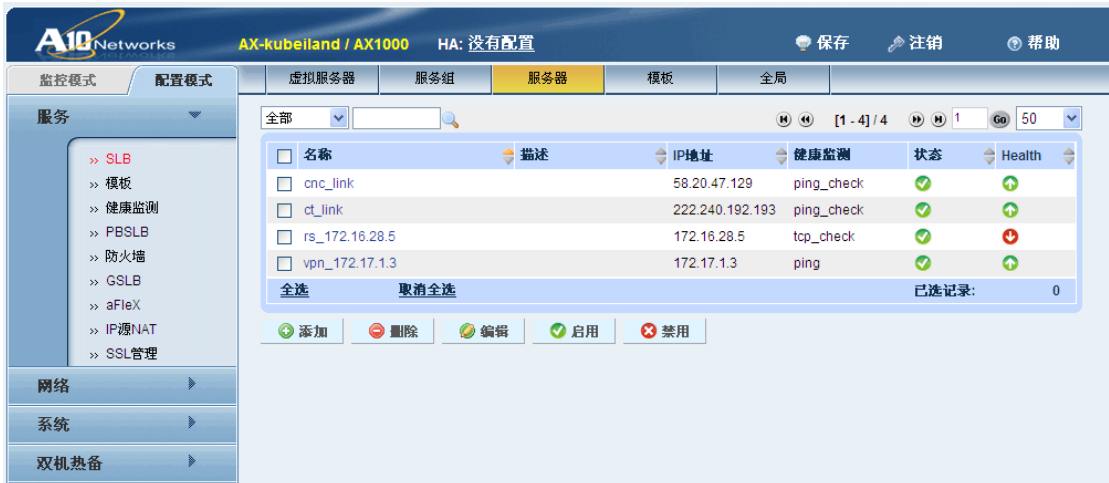 A10 Networks AX-kubeiland / AX1000 HA: 没有配置 保存 注销 帮助
监控模式 配置模式 虚拟服务器 服务组 服务器 模板 全局
服务
全部 [1 - 4] / 4 1 Go 50
名称 描述 IP地址 健康监测 状态 Health
cnc_link 58.20.47.129 ping_check
ct_link 222.240.192.193 ping_check
rs_172.16.28.5 172.16.28.5 tcp_check
vpn_172.17.1.3 172.17.1.3 ping
全选 取消全选 已选记录: 0
添加 删除 编辑 启用 禁用
SLB
模板
健康监测
PBSLB
防火墙
GSLB
aFleX
IP源NAT
SSL管理
网络
系统
双机热备